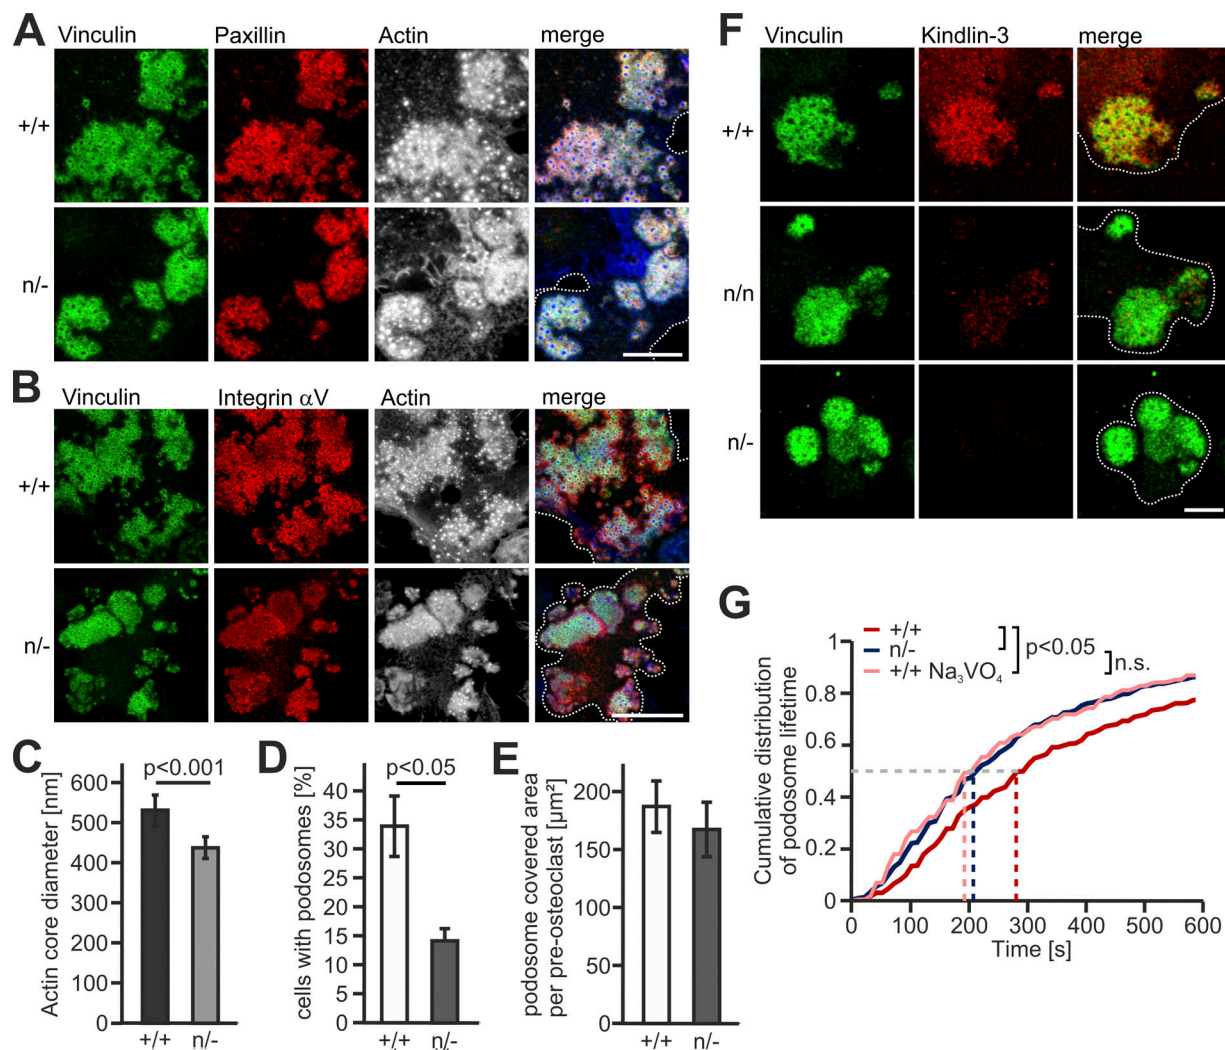 A
Vinculin Paxillin Actin merge
+/+
n/-
B
Vinculin Integrin αV Actin merge
+/+
n/-
C
p<0.001
Actin core diameter [nm]
600
500
400
300
200
100
0
+/+ n/-
D
p<0.05
cells with podosomes [%]
40
35
30
25
20
15
10
5
0
+/+ n/-
E
podosome covered area
per pre-osteoclast [µm²]
200
150
100
50
0
+/+ n/-
F
Vinculin Kindlin-3 merge
+/+
n/n
n/-
G
+/+
n/-
+/+ Na₃VO₄
p<0.05
n.s.
Cumulative distribution
of podosome lifetime
1
0.8
0.6
0.4
0.2
0
0 100 200 300 400 500 600
Time [s]